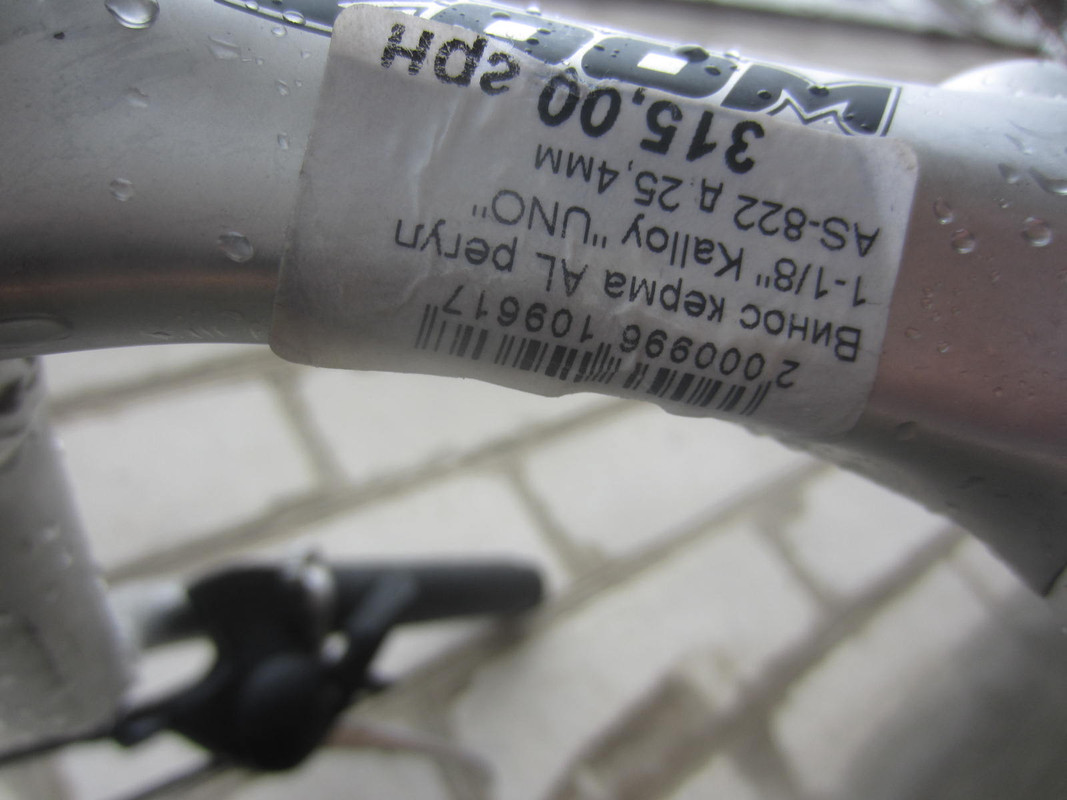 2 000996 109617
Винос керма AL регул
1-1/8" Kalloy "UNO"
AS-822 д 25,4мм
315,00 грн